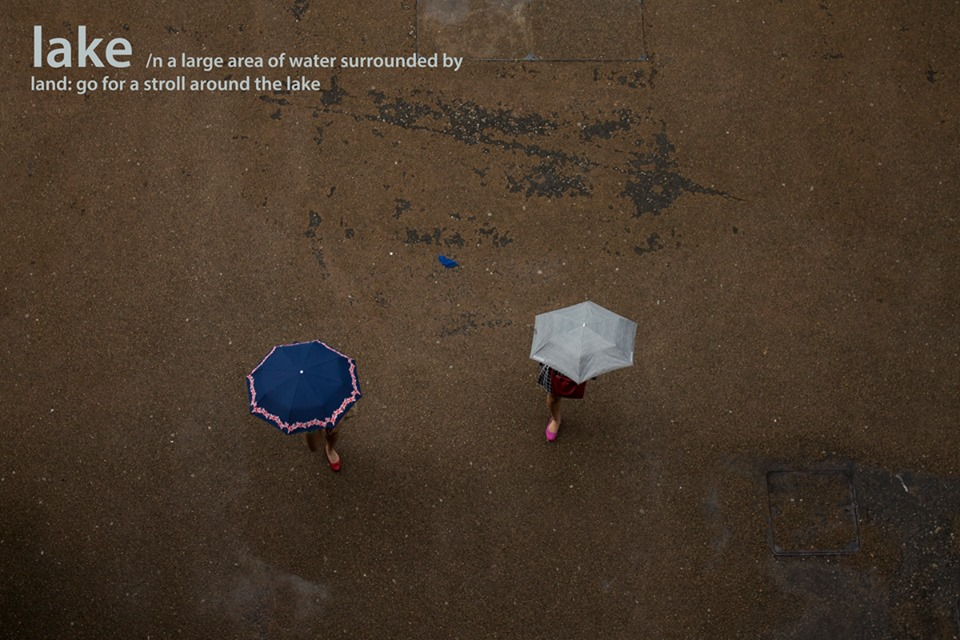 lake /n a large area of water surrounded by
land: go for a stroll around the lake